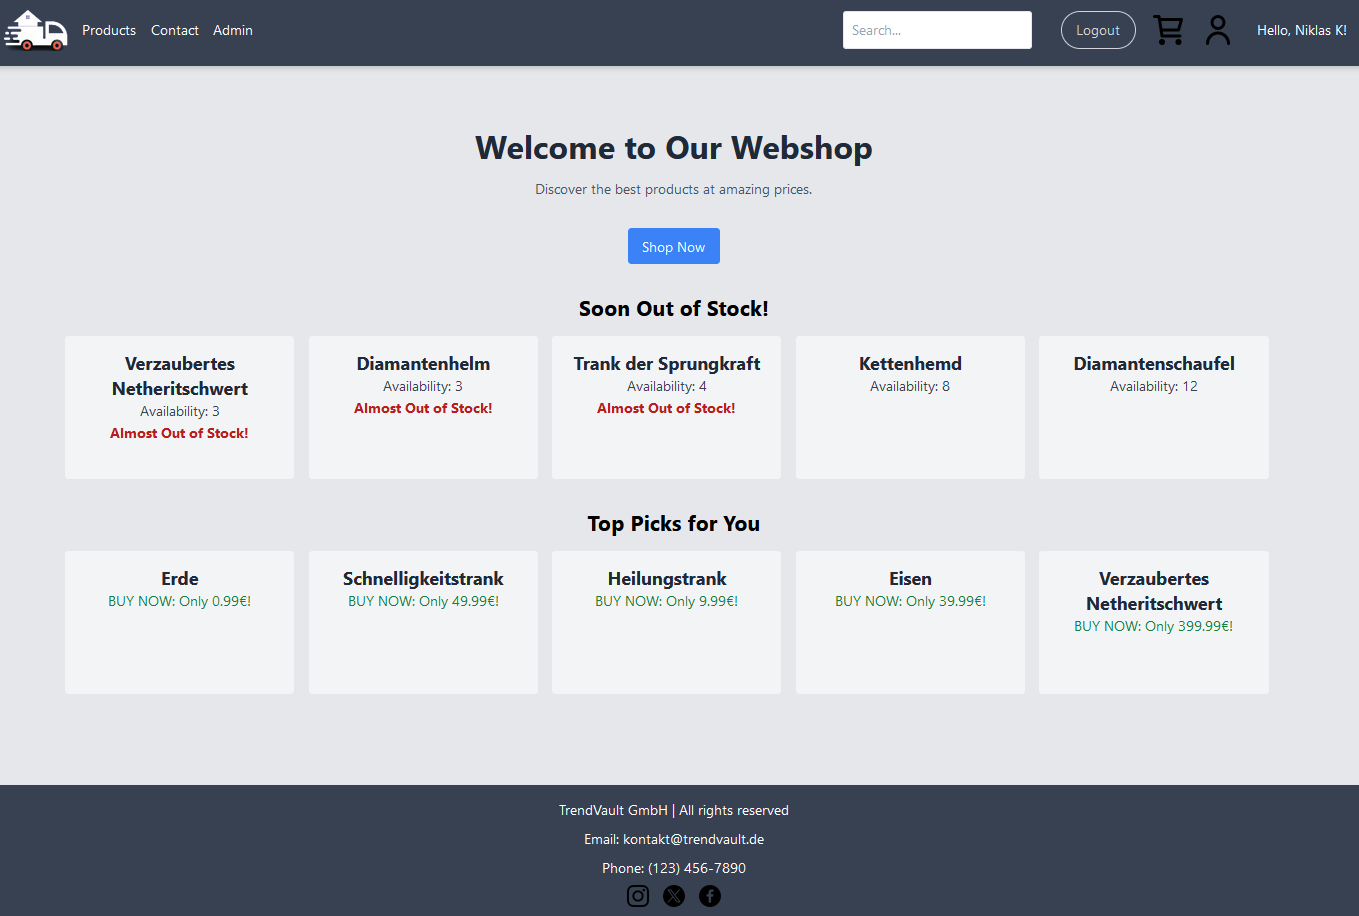 Products Contact Admin Search... Logout Hello, Niklas K!
Welcome to Our Webshop
Discover the best products at amazing prices.
Shop Now
Soon Out of Stock!
Verzaubertes
Netheritschwert
Availability: 3
Almost Out of Stock!
Diamantenhelm
Availability: 3
Almost Out of Stock!
Trank der Sprungkraft
Availability: 4
Almost Out of Stock!
Kettenhemd
Availability: 8
Diamantenschaufel
Availability: 12
Top Picks for You
Erde
BUY NOW: Only 0.99€!
Schnelligkeitstrank
BUY NOW: Only 49.99€!
Heilungstrank
BUY NOW: Only 9.99€!
Eisen
BUY NOW: Only 39.99€!
Verzaubertes
Netheritschwert
BUY NOW: Only 399.99€!
TrendVault GmbH | All rights reserved
Email: kontakt@trendvault.de
Phone: (123) 456-7890